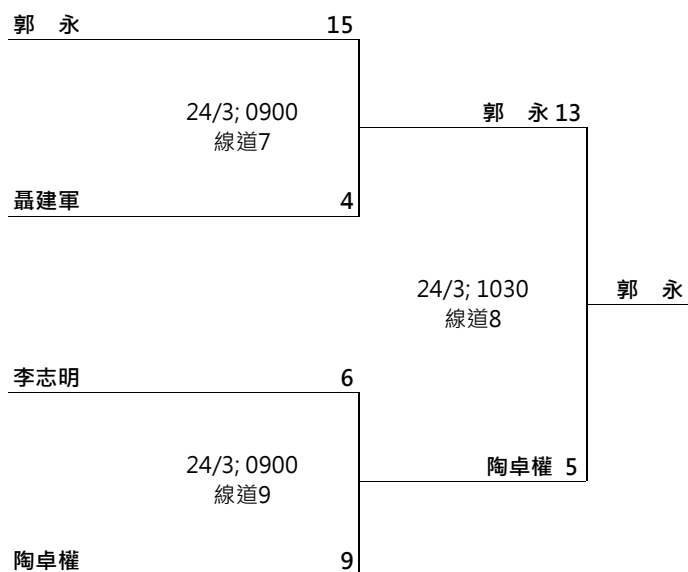 郭　永 15
24/3; 0900
線道7
郭　永 13
聶建軍 4
24/3; 1030
線道8
郭　永
李志明 6
24/3; 0900
線道9
陶卓權 5
陶卓權 9